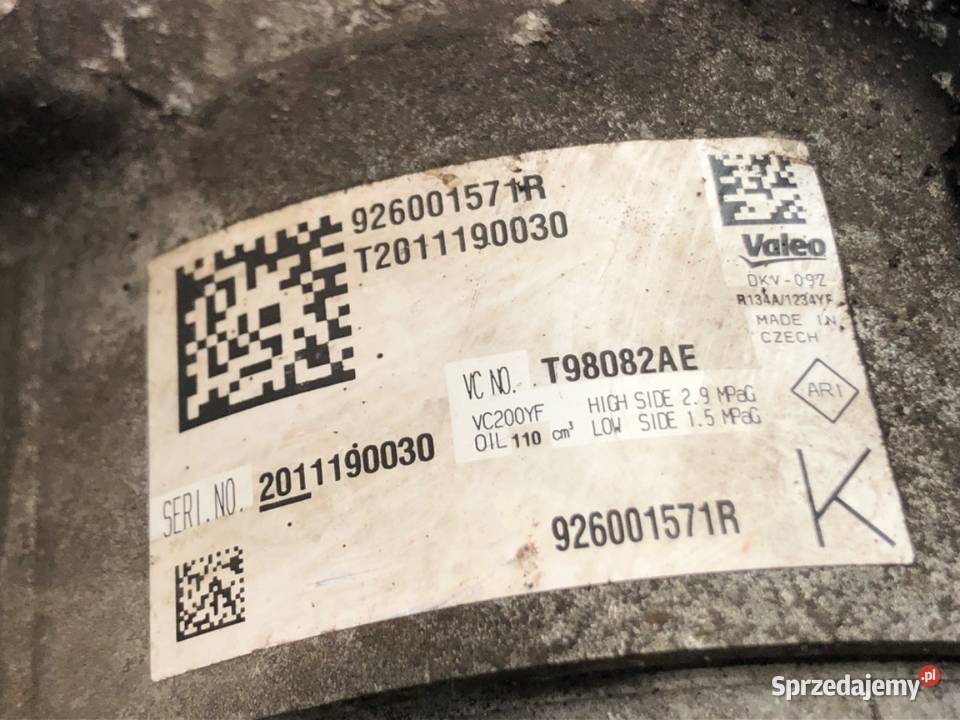 926001571R
T2011190030
Valeo
DKV-09Z
R134A/1234YF
MADE IN
CZECH
VC NO. T98082AE
AR1
VC200YF
OIL 110 cm³
HIGH SIDE 2.9 MPaG
LOW SIDE 1.5 MPaG
SERI.NO. 2011190030
926001571R
K
Sprzedajemy.pl